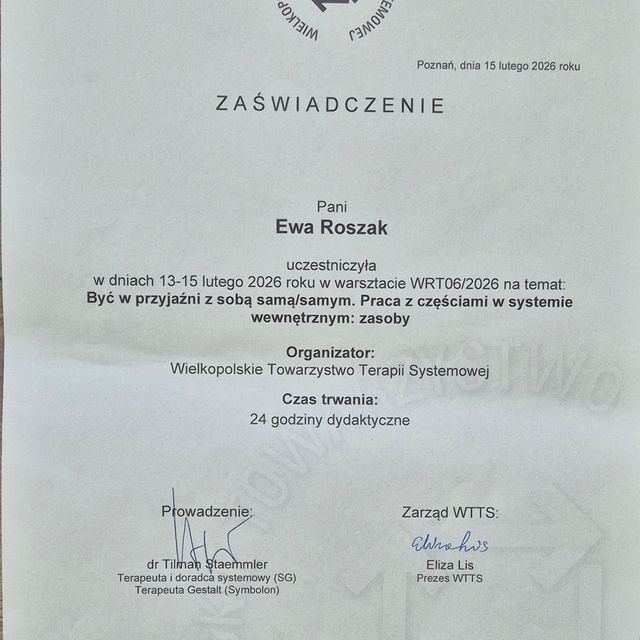 WIELKOP
TEMOWEJ
Poznań, dnia 15 lutego 2026 roku
ZAŚWIADCZENIE
Pani
Ewa Roszak
uczestniczyła
w dniach 13-15 lutego 2026 roku w warsztacie WRT06/2026 na temat:
Być w przyjaźni z sobą samą/samym. Praca z częściami w systemie
wewnętrznym: zasoby
Organizator:
Wielkopolskie Towarzystwo Terapii Systemowej
Czas trwania:
24 godziny dydaktyczne
Prowadzenie:
Zarząd WTTS:
dr Tilman Staemmler
Eliza Lis
Terapeuta i doradca systemowy (SG)
Prezes WTTS
Terapeuta Gestalt (Symbolon)